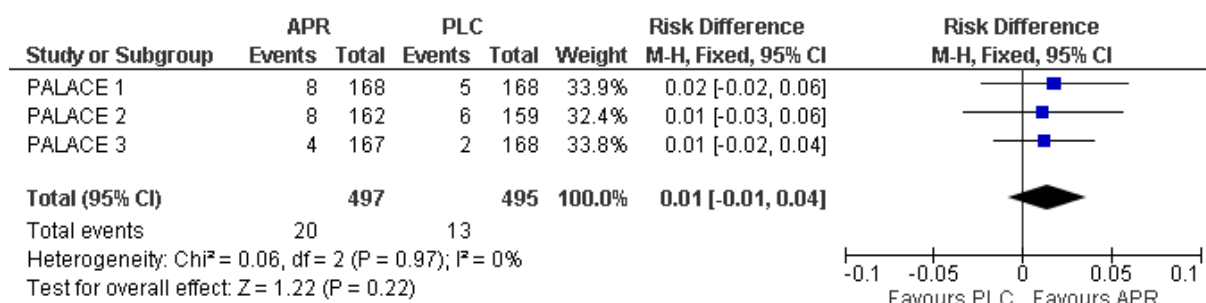 APR PLC Risk Difference Risk Difference
Study or Subgroup Events Total Events Total Weight M-H, Fixed, 95% CI M-H, Fixed, 95% CI
PALACE 1 8 168 5 168 33.9% 0.02 [-0.02, 0.06]
PALACE 2 8 162 6 159 32.4% 0.01 [-0.03, 0.06]
PALACE 3 4 167 2 168 33.8% 0.01 [-0.02, 0.04]
Total (95% CI) 497 495 100.0% 0.01 [-0.01, 0.04]
Total events 20 13
Heterogeneity: Chi² = 0.06, df = 2 (P = 0.97); I² = 0%
Test for overall effect: Z = 1.22 (P = 0.22)
-0.1 -0.05 0 0.05 0.1
Favours PLC Favours APR